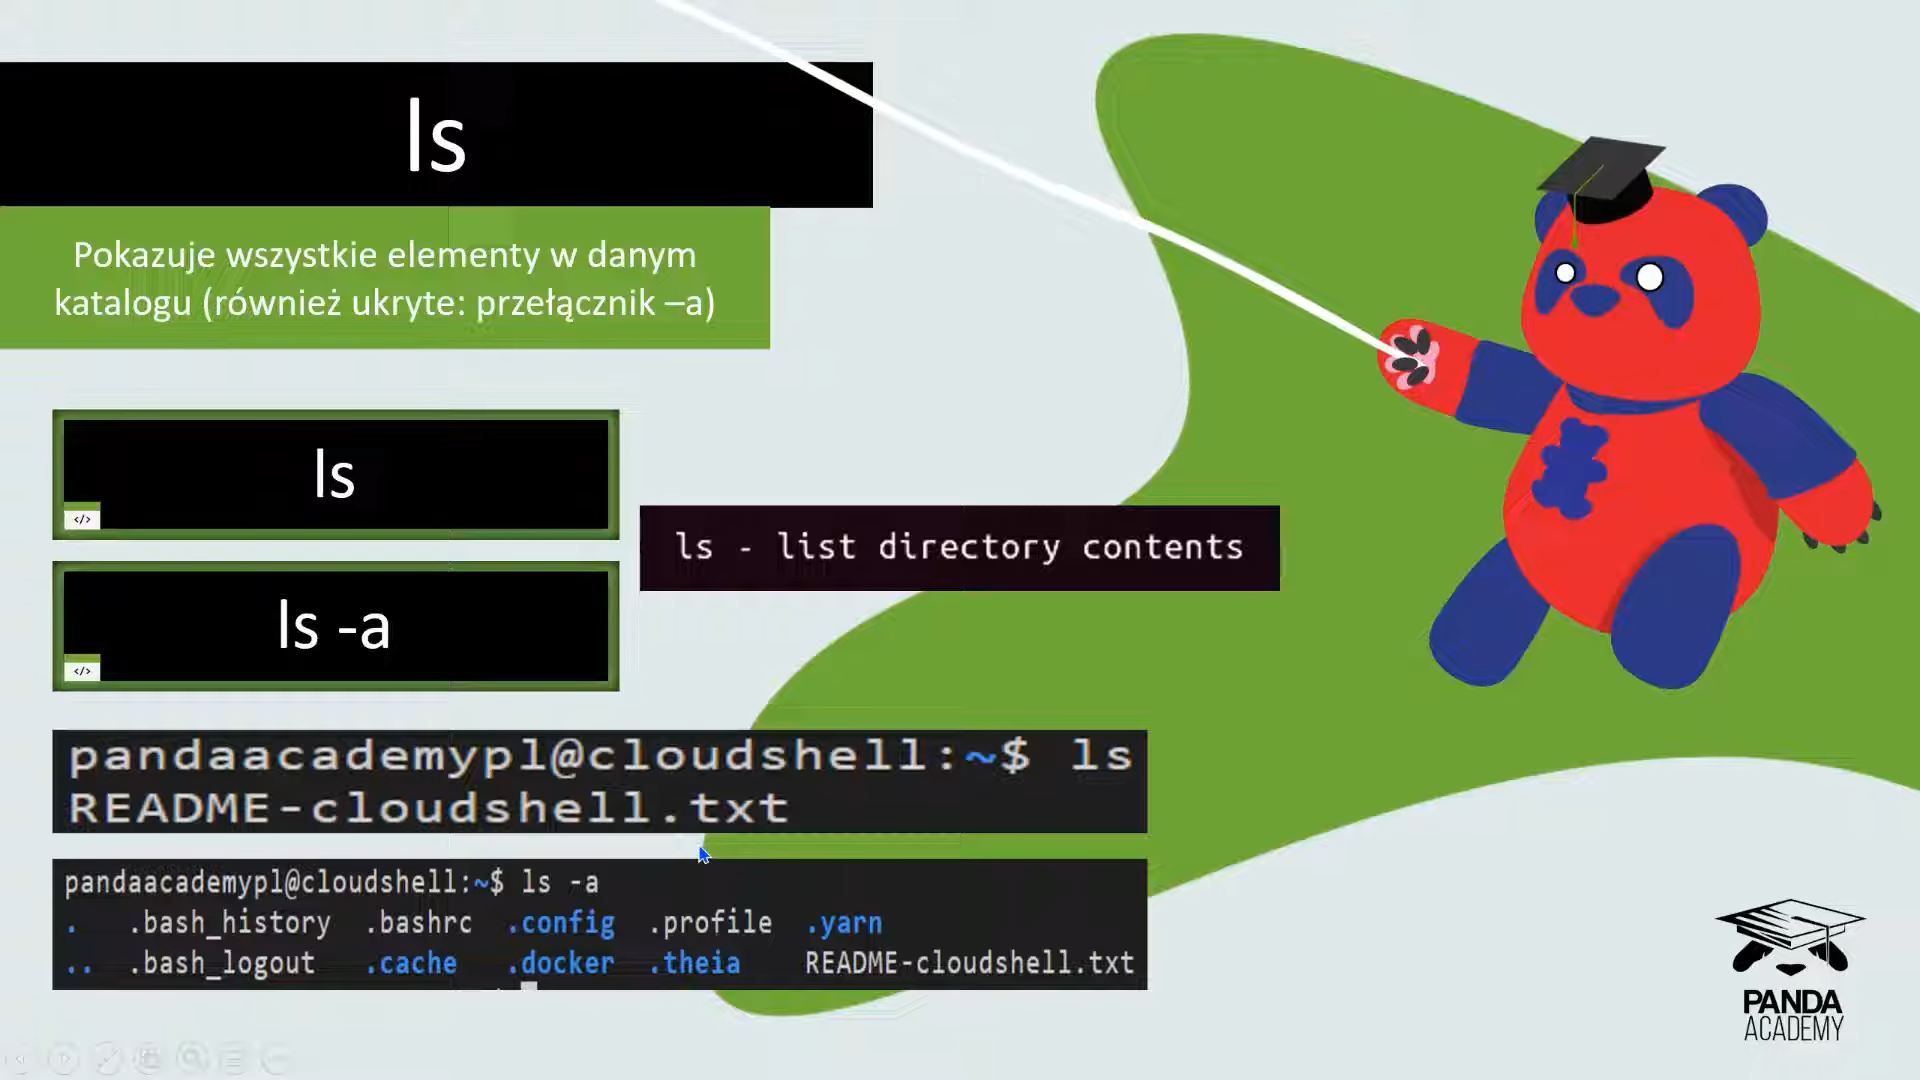 ls
Pokazuje wszystkie elementy w danym
katalogu (również ukryte: przełącznik –a)
ls
</>
ls - list directory contents
ls -a
</>
pandaacademypl@cloudshell:~$ ls
README-cloudshell.txt
pandaacademypl@cloudshell:~$ ls -a
. .bash_history .bashrc .config .profile .yarn
.. .bash_logout .cache .docker .theia README-cloudshell.txt
PANDA
ACADEMY